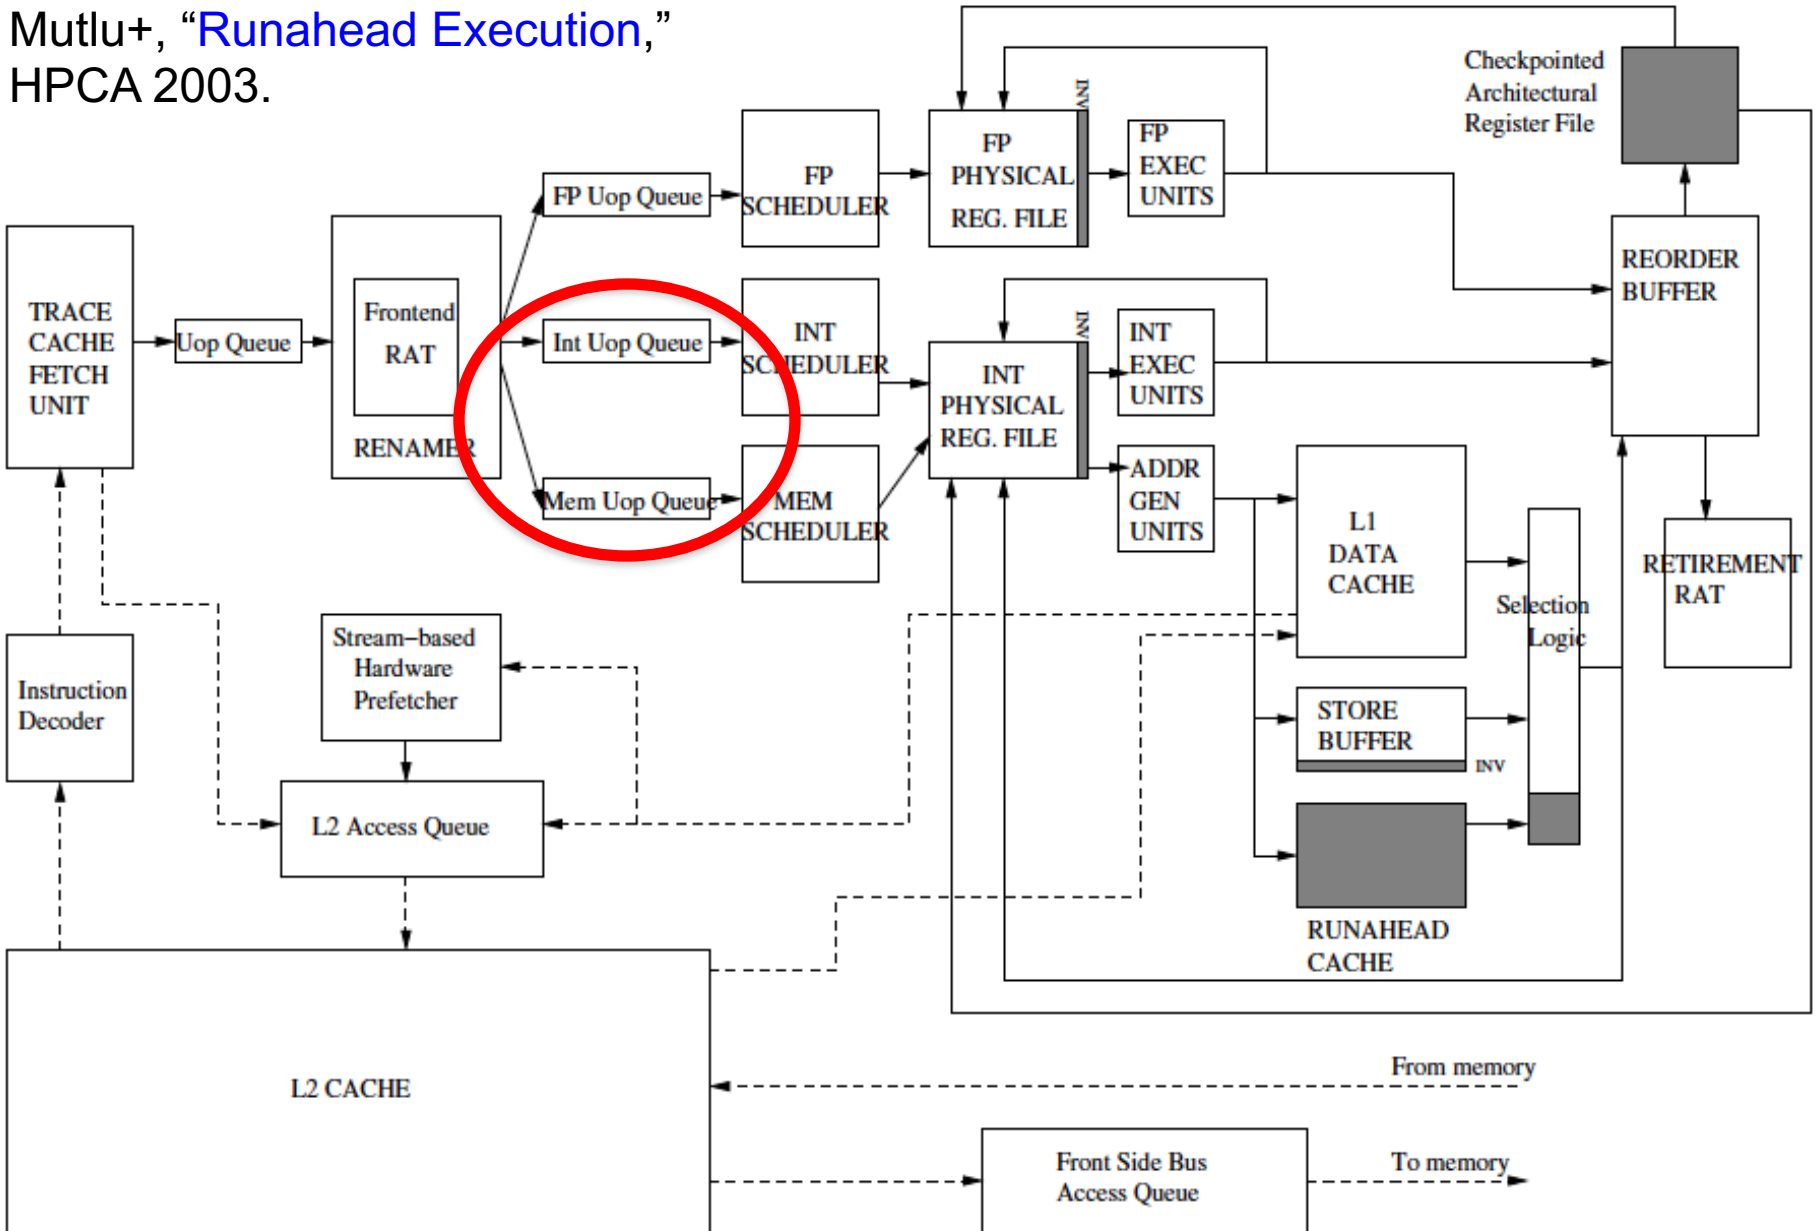 Mutlu+, “Runahead Execution,”
HPCA 2003.
Checkpointed
Architectural
Register File
INV
FP
PHYSICAL
REG. FILE
FP
EXEC
UNITS
FP
SCHEDULER
FP Uop Queue
TRACE
CACHE
FETCH
UNIT
Uop Queue
Frontend
RAT
RENAMER
Int Uop Queue
INT
SCHEDULER
INV
INT
PHYSICAL
REG. FILE
INT
EXEC
UNITS
REORDER
BUFFER
Mem Uop Queue
MEM
SCHEDULER
ADDR
GEN
UNITS
L1
DATA
CACHE
Selection
Logic
RETIREMENT
RAT
Instruction
Decoder
Stream-based
Hardware
Prefetcher
STORE
BUFFER
INV
L2 Access Queue
RUNAHEAD
CACHE
L2 CACHE
From memory
Front Side Bus
Access Queue
To memory